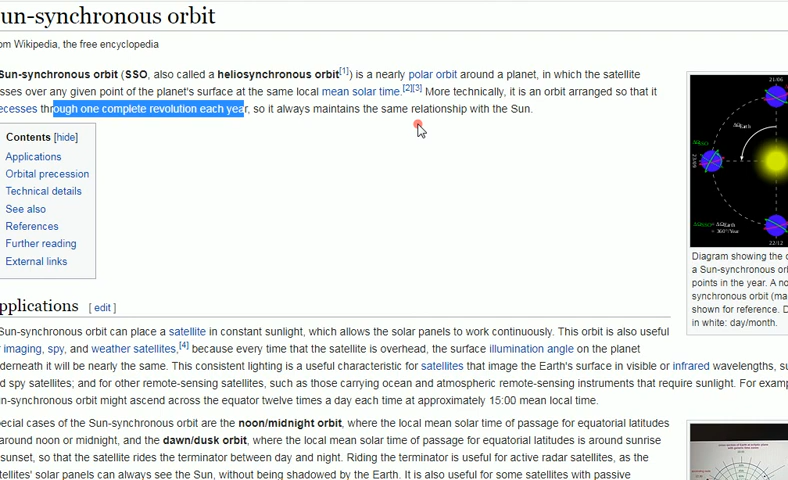 un-synchronous orbit
om Wikipedia, the free encyclopedia
Sun-synchronous orbit (SSO, also called a heliosynchronous orbit[1]) is a nearly polar orbit around a planet, in which the satellite
sses over any given point of the planet's surface at the same local mean solar time.[2][3] More technically, it is an orbit arranged so that it
ecesses through one complete revolution each year, so it always maintains the same relationship with the Sun.
Contents [hide]
Applications
Orbital precession
Technical details
See also
References
Further reading
External links
21/06
23/09
22/12
Diagram showing the o
a Sun-synchronous orb
points in the year. A no
synchronous orbit (ma
shown for reference. D
in white: day/month.
pplications [ edit ]
Sun-synchronous orbit can place a satellite in constant sunlight, which allows the solar panels to work continuously. This orbit is also useful
r imaging, spy, and weather satellites,[4] because every time that the satellite is overhead, the surface illumination angle on the planet
derneath it will be nearly the same. This consistent lighting is a useful characteristic for satellites that image the Earth's surface in visible or infrared wavelengths, su
d spy satellites; and for other remote-sensing satellites, such as those carrying ocean and atmospheric remote-sensing instruments that require sunlight. For examp
n-synchronous orbit might ascend across the equator twelve times a day each time at approximately 15:00 mean local time.
ecial cases of the Sun-synchronous orbit are the noon/midnight orbit, where the local mean solar time of passage for equatorial latitudes
around noon or midnight, and the dawn/dusk orbit, where the local mean solar time of passage for equatorial latitudes is around sunrise
sunset, so that the satellite rides the terminator between day and night. Riding the terminator is useful for active radar satellites, as the
tellites' solar panels can always see the Sun, without being shadowed by the Earth. It is also useful for some satellites with passive